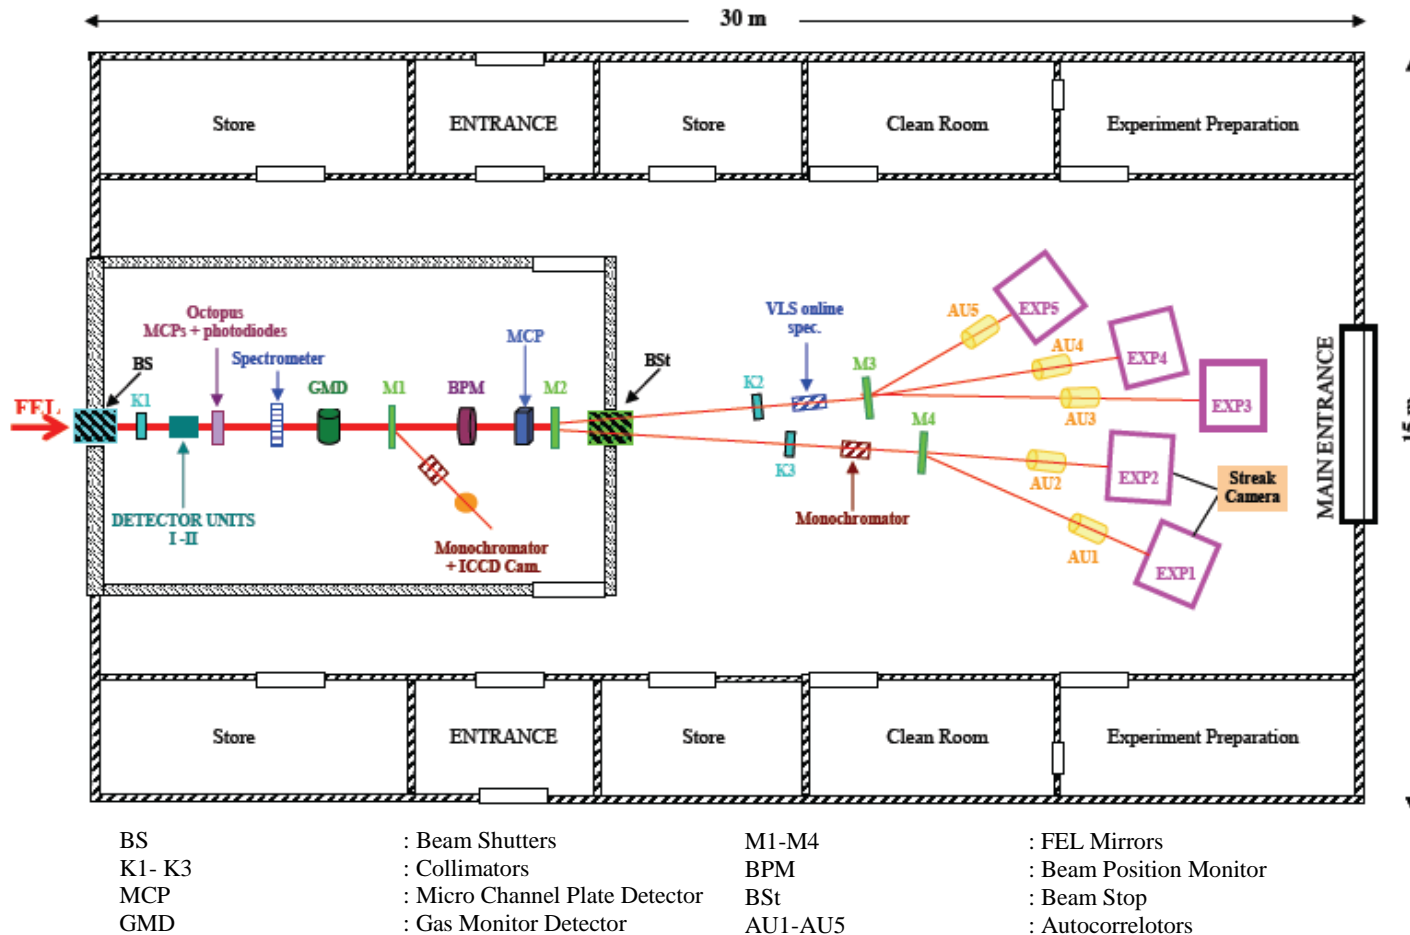 30 m
Store
ENTRANCE
Store
Clean Room
Experiment Preparation
Octopus
MCPs + photodiodes
BS
Spectrometer
MCP
K1
GMD
M1
BPM
M2
BSt
FEL
DETECTOR UNITS
I -II
Monochromator
+ ICCD Cam.
VLS online
spec.
K2
M3
K3
M4
Monochromator
AU5
EXP5
AU4
EXP4
AU3
EXP3
AU2
EXP2
AU1
EXP1
Streak
Camera
MAIN ENTRANCE
15 m
Store
ENTRANCE
Store
Clean Room
Experiment Preparation
BS : Beam Shutters M1-M4 : FEL Mirrors
K1- K3 : Collimators BPM : Beam Position Monitor
MCP : Micro Channel Plate Detector BSt : Beam Stop
GMD : Gas Monitor Detector AU1-AU5 : Autocorrelotors